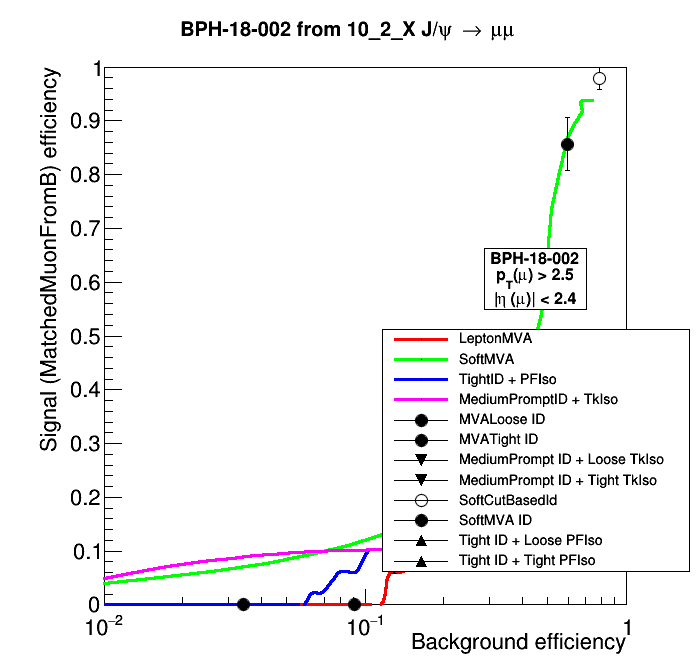 BPH-18-002 from 10_2_X J/ψ → μμ
Signal (MatchedMuonFromB) efficiency
1
0.9
0.8
0.7
0.6
0.5
0.4
0.3
0.2
0.1
0
BPH-18-002
pT(μ) > 2.5
|η (μ)| < 2.4
LeptonMVA
SoftMVA
TightID + PFIso
MediumPromptID + TkIso
MVALoose ID
MVATight ID
MediumPrompt ID + Loose TkIso
MediumPrompt ID + Tight TkIso
SoftCutBasedId
SoftMVA ID
Tight ID + Loose PFIso
Tight ID + Tight PFIso
10⁻² 10⁻¹ 1
Background efficiency